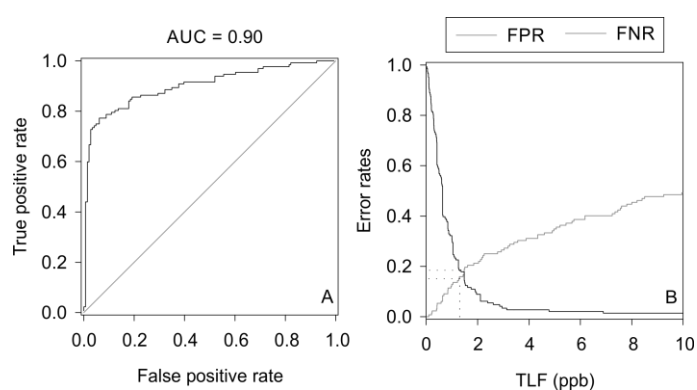 AUC = 0.90
1.0
0.8
0.6
0.4
0.2
0.0
True positive rate
0.0 0.2 0.4 0.6 0.8 1.0
False positive rate
A
FPR FNR
1.0
0.8
0.6
0.4
0.2
0.0
Error rates
0 2 4 6 8 10
TLF (ppb)
B